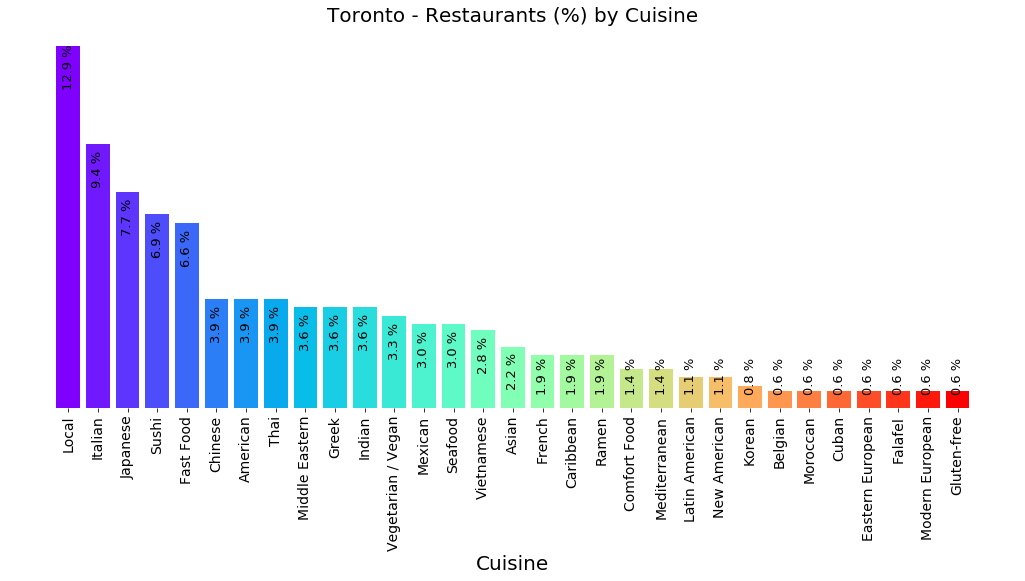 Toronto - Restaurants (%) by Cuisine
12.9 %
9.4 %
7.7 %
6.9 %
6.6 %
3.9 %
3.9 %
3.9 %
3.6 %
3.6 %
3.6 %
3.3 %
3.0 %
3.0 %
2.8 %
2.2 %
1.9 %
1.9 %
1.9 %
1.4 %
1.4 %
1.1 %
1.1 %
0.8 %
0.6 %
0.6 %
0.6 %
0.6 %
0.6 %
0.6 %
0.6 %
Local
Italian
Japanese
Sushi
Fast Food
Chinese
American
Thai
Middle Eastern
Greek
Indian
Vegetarian / Vegan
Mexican
Seafood
Vietnamese
Asian
French
Caribbean
Ramen
Comfort Food
Mediterranean
Latin American
New American
Korean
Belgian
Moroccan
Cuban
Eastern European
Falafel
Modern European
Gluten-free
Cuisine